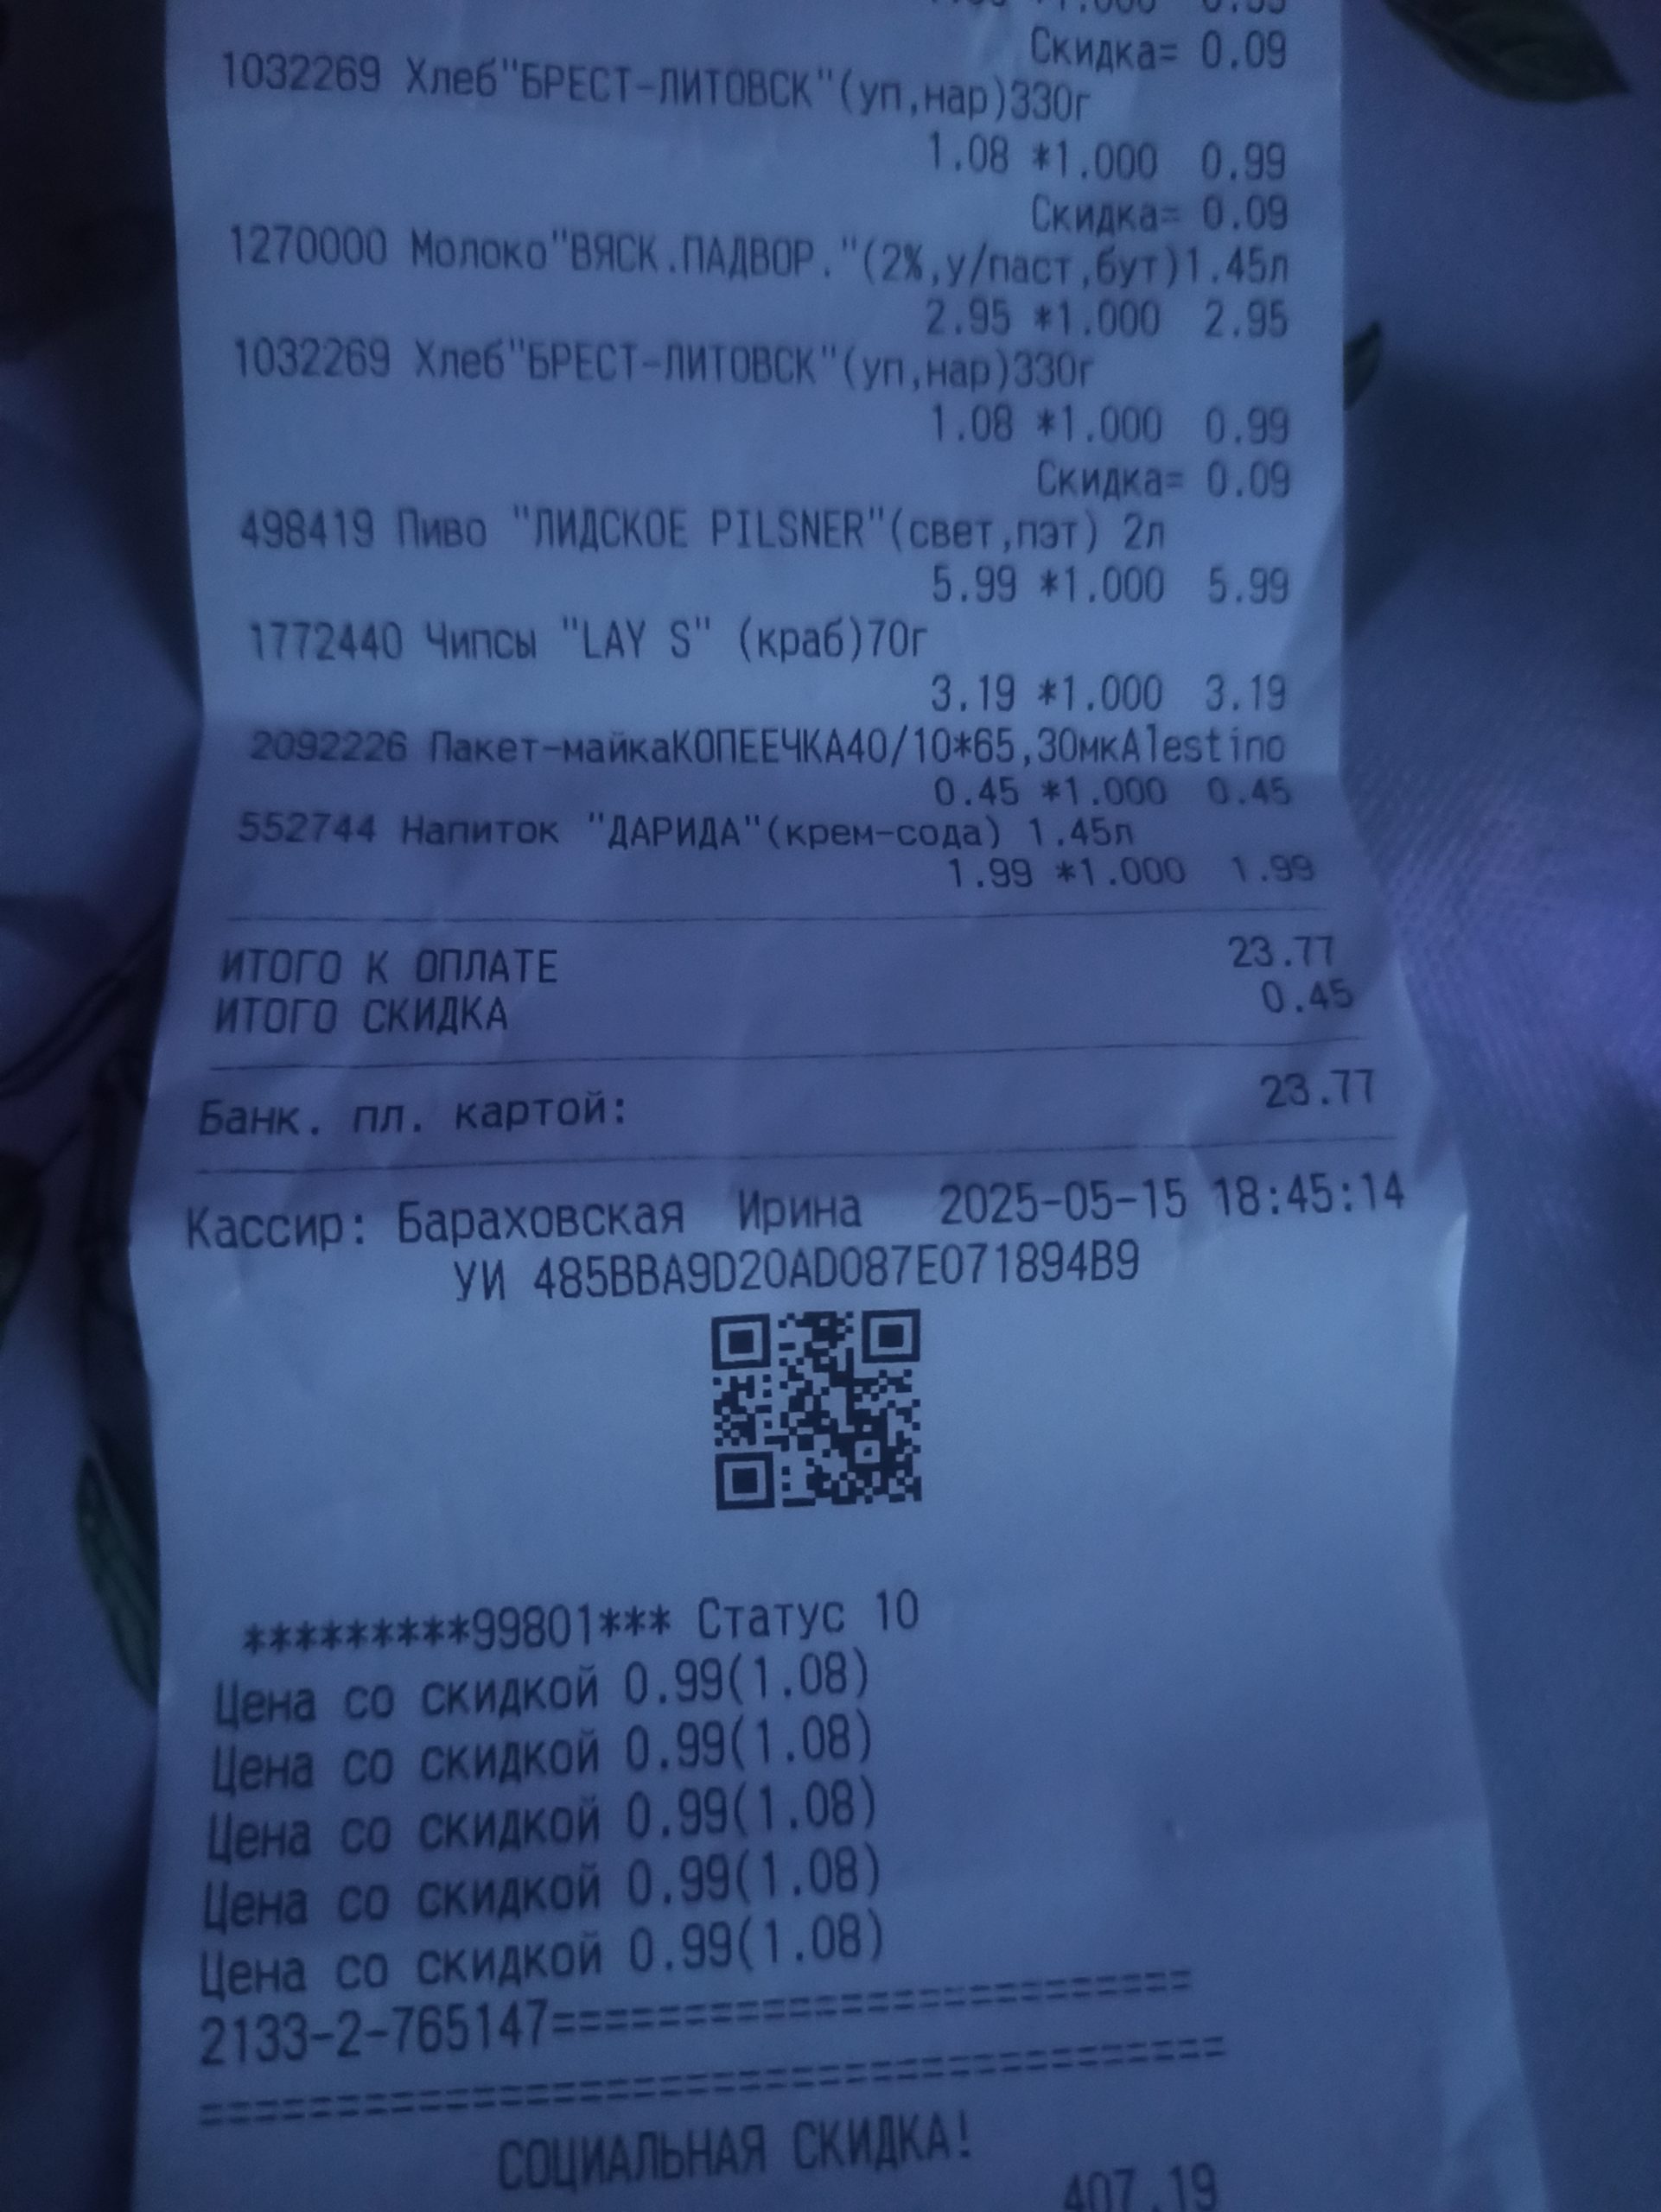 Скидка= 0.09
1032269 Хлеб"БРЕСТ-ЛИТОВСК"(уп,нар)330г
1.08 *1.000 0.99
Скидка= 0.09
1270000 Молоко"ВЯСК.ПАДВОР."(2%,у/паст,бут)1.45л
2.95 *1.000 2.95
1032269 Хлеб"БРЕСТ-ЛИТОВСК"(уп,нар)330г
1.08 *1.000 0.99
Скидка= 0.09
498419 Пиво "ЛИДСКОЕ PILSNER"(свет,пэт) 2л
5.99 *1.000 5.99
1772440 Чипсы "LAY S" (краб)70г
3.19 *1.000 3.19
2092226 Пакет-майкаКОПЕЕЧКА40/10*65,30мкAlestino
0.45 *1.000 0.45
552744 Напиток "ДАРИДА"(крем-сода) 1.45л
1.99 *1.000 1.99
ИТОГО К ОПЛАТЕ 23.77
ИТОГО СКИДКА 0.45
Банк. пл. картой: 23.77
Кассир: Бараховская Ирина 2025-05-15 18:45:14
УИ 485BBA9D20AD087E071894B9
*********99801*** Статус 10
Цена со скидкой 0.99(1.08)
Цена со скидкой 0.99(1.08)
Цена со скидкой 0.99(1.08)
Цена со скидкой 0.99(1.08)
Цена со скидкой 0.99(1.08)
2133-2-765147========================
======================================
СОЦИАЛЬНАЯ СКИДКА!
407.19